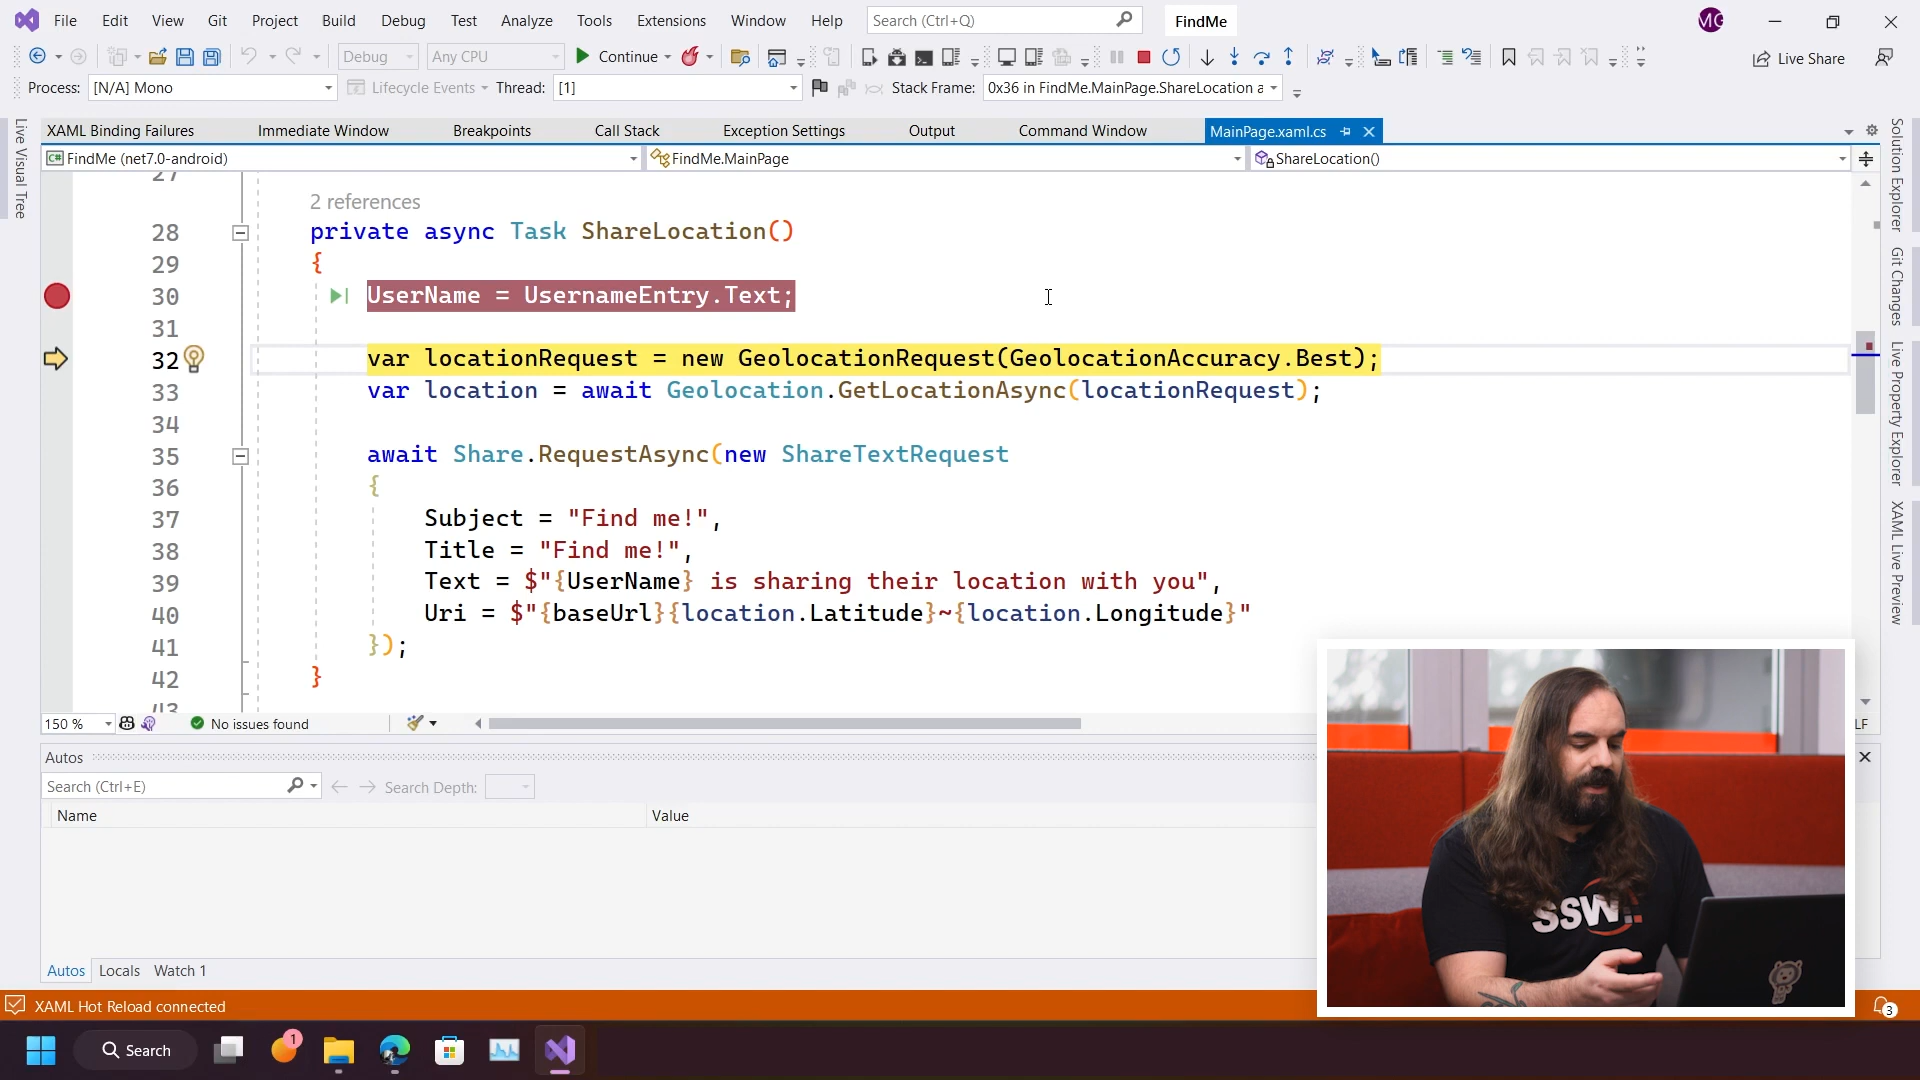 File Edit View Git Project Build Debug Test Analyze Tools Extensions Window Help Search (Ctrl+Q) FindMe MG
Debug Any CPU Continue Live Share
Process: [N/A] Mono Lifecycle Events Thread: [1] Stack Frame: 0x36 in FindMe.MainPage.ShareLocation a
XAML Binding Failures Immediate Window Breakpoints Call Stack Exception Settings Output Command Window MainPage.xaml.cs
C# FindMe (net7.0-android) FindMe.MainPage ShareLocation()
Live Visual Tree
27
2 references
28 private async Task ShareLocation()
29 {
30 UserName = UsernameEntry.Text;
31
32 var locationRequest = new GeolocationRequest(GeolocationAccuracy.Best);
33 var location = await Geolocation.GetLocationAsync(locationRequest);
34
35 await Share.RequestAsync(new ShareTextRequest
36 {
37 Subject = "Find me!",
38 Title = "Find me!",
39 Text = $"{UserName} is sharing their location with you",
40 Uri = $"{baseUrl}{location.Latitude}~{location.Longitude}"
41 });
42 }
43
150 % No issues found LF
Solution Explorer
Git Changes
Live Property Explorer
XAML Live Preview
Autos
Search (Ctrl+E) Search Depth:
Name Value
SSW
Autos Locals Watch 1
XAML Hot Reload connected 3
Search 1